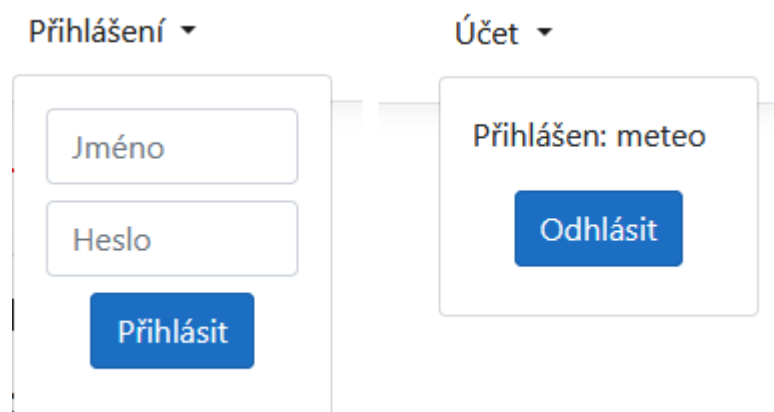 Přihlášení
Jméno
Heslo
Přihlásit
Účet
Přihlášen: meteo
Odhlásit